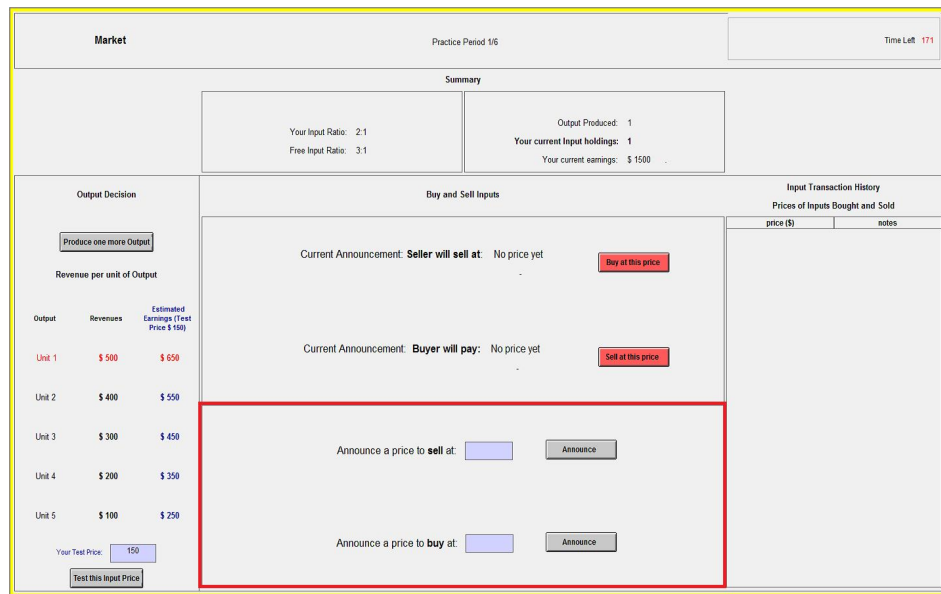 Market
Practice Period 1/6
Time Left 171
Summary
Your Input Ratio: 2:1
Free Input Ratio: 3:1
Output Produced: 1
Your current Input holdings: 1
Your current earnings: $ 1500 .
Output Decision
Produce one more Output
Revenue per unit of Output
Output Revenues Estimated Earnings (Test Price $ 150)
Unit 1 $ 500 $ 650
Unit 2 $ 400 $ 550
Unit 3 $ 300 $ 450
Unit 4 $ 200 $ 350
Unit 5 $ 100 $ 250
Your Test Price: 150
Test this Input Price
Buy and Sell Inputs
Current Announcement: Seller will sell at: No price yet
-
Buy at this price
Current Announcement: Buyer will pay: No price yet
-
Sell at this price
Announce a price to sell at:
Announce
Announce a price to buy at:
Announce
Input Transaction History
Prices of Inputs Bought and Sold
price ($) notes